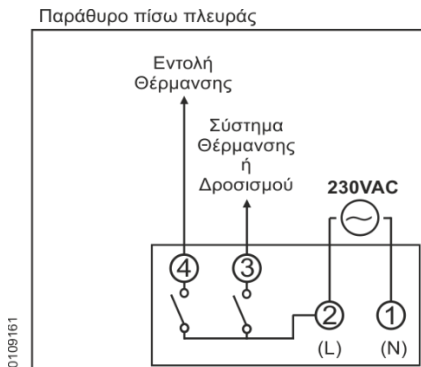 Παράθυρο πίσω πλευράς
Εντολή
Θέρμανσης
Σύστημα
Θέρμανσης
ή
Δροσισμού
230VAC
4
3
2
1
(L)
(N)
0109161